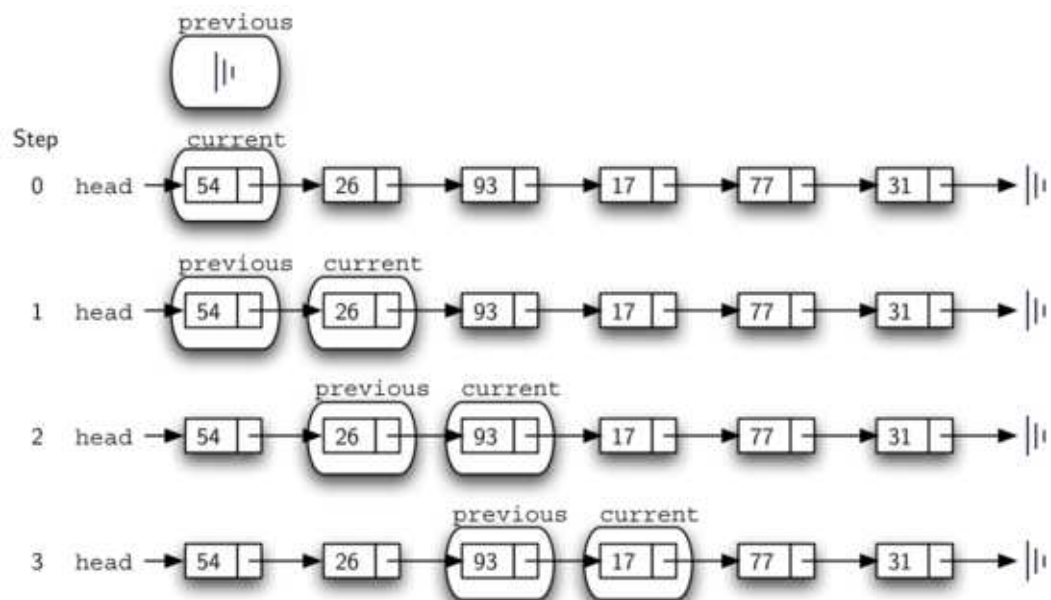 previous
Step
current
0 head 54 26 93 17 77 31
previous current
1 head 54 26 93 17 77 31
previous current
2 head 54 26 93 17 77 31
previous current
3 head 54 26 93 17 77 31